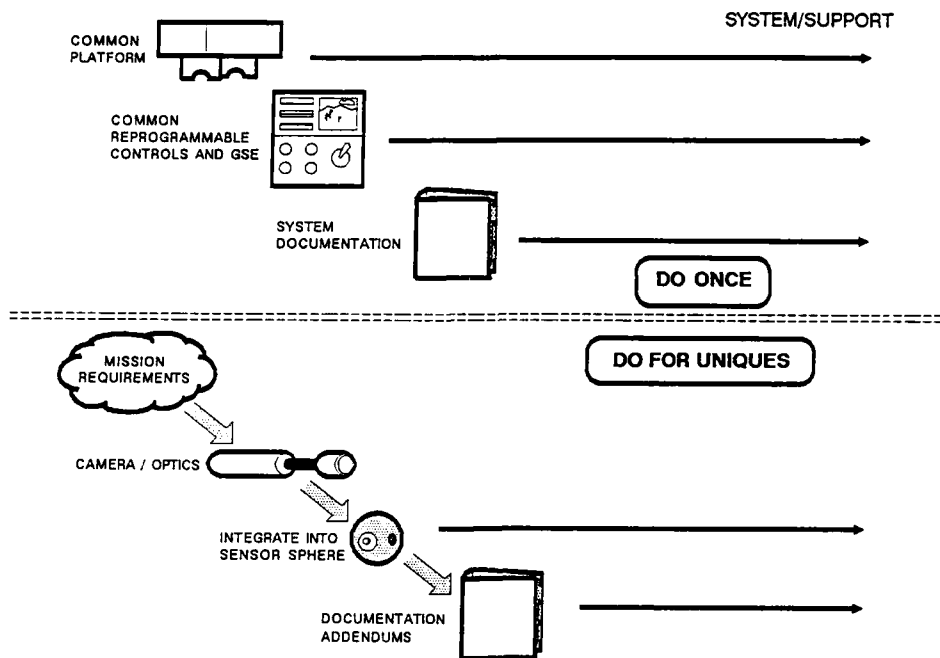 SYSTEM/SUPPORT
COMMON
PLATFORM
COMMON
REPROGRAMMABLE
CONTROLS AND GSE
SYSTEM
DOCUMENTATION
DO ONCE
DO FOR UNIQUES
MISSION
REQUIREMENTS
CAMERA / OPTICS
INTEGRATE INTO
SENSOR SPHERE
DOCUMENTATION
ADDENDUMS